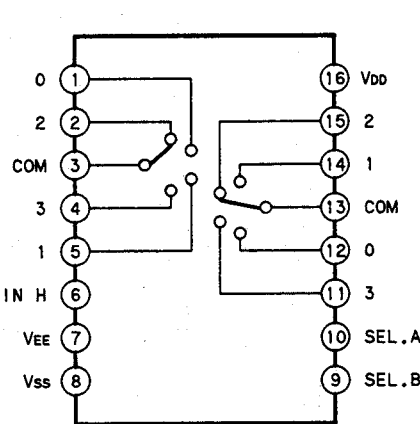 0 1
2 2
COM 3
3 4
1 5
IN H 6
VEE 7
VSS 8
16 VDD
15 2
14 1
13 COM
12 0
11 3
10 SEL.A
9 SEL.B